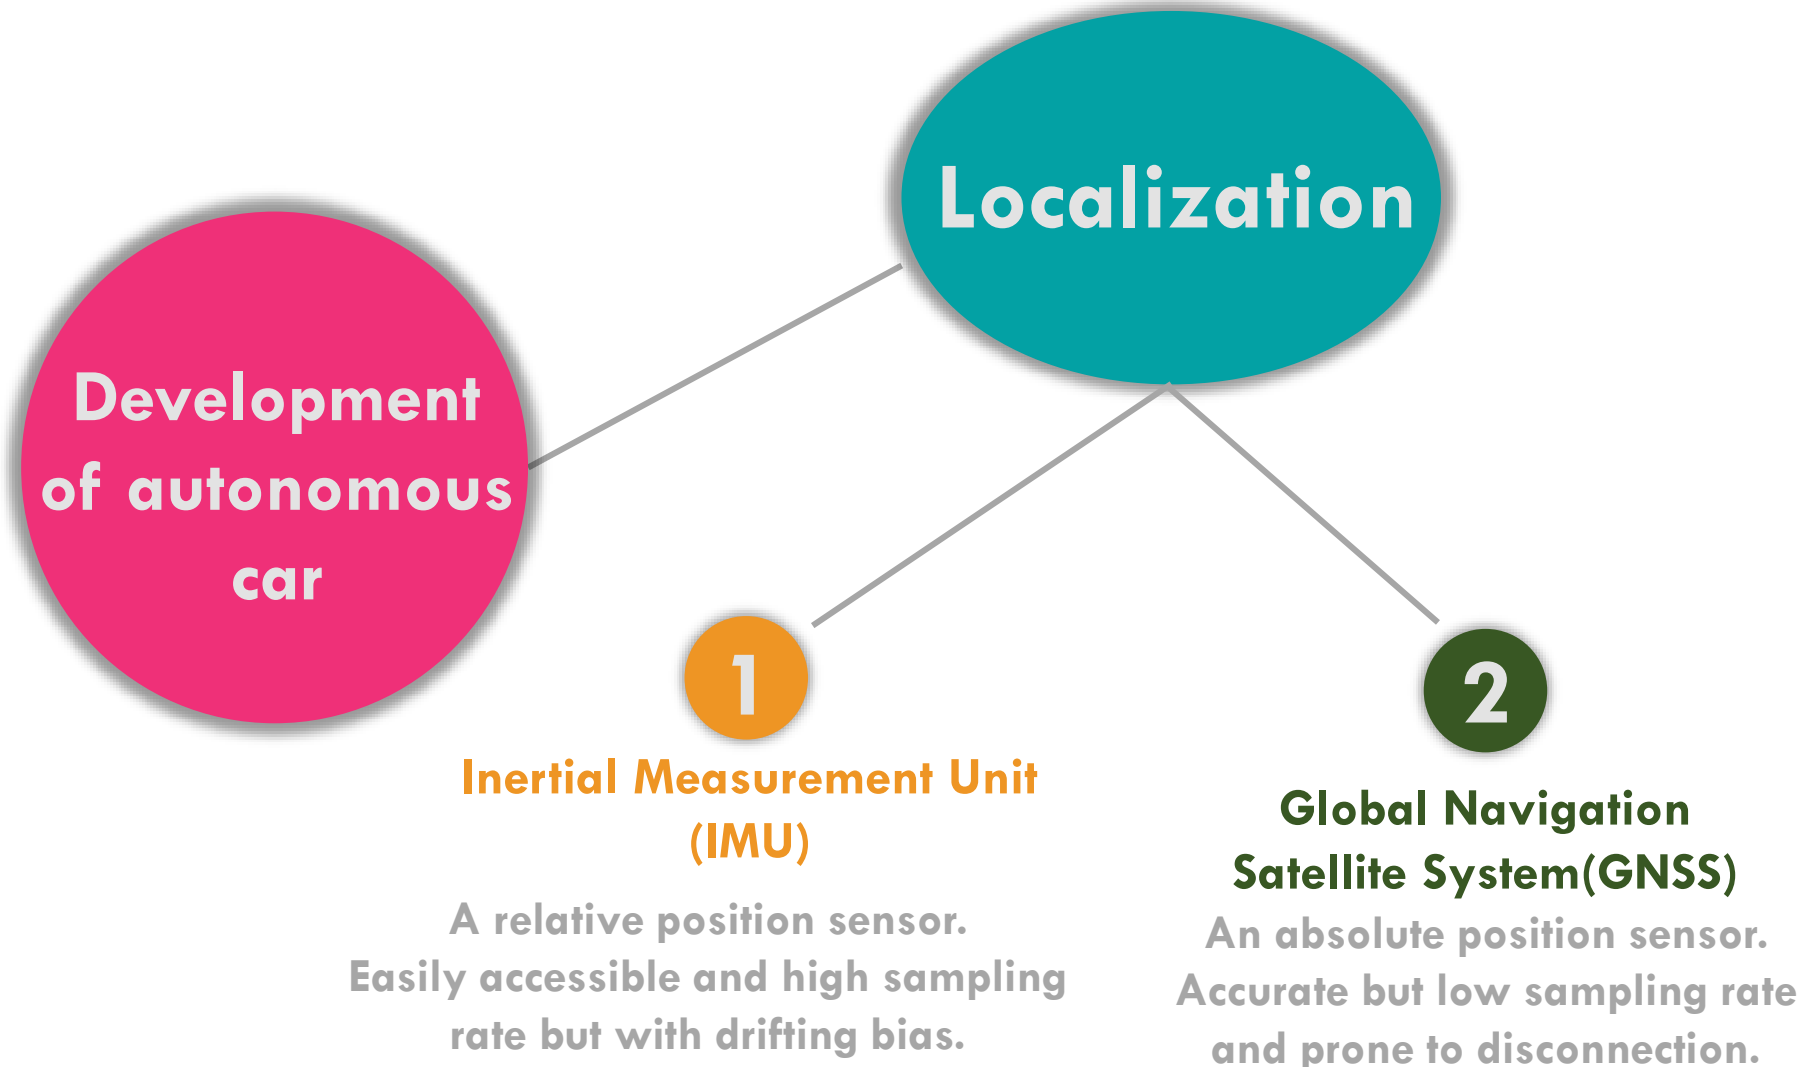 Localization
Development
of autonomous
car
1
Inertial Measurement Unit
(IMU)
A relative position sensor.
Easily accessible and high sampling
rate but with drifting bias.
2
Global Navigation
Satellite System(GNSS)
An absolute position sensor.
Accurate but low sampling rate
and prone to disconnection.